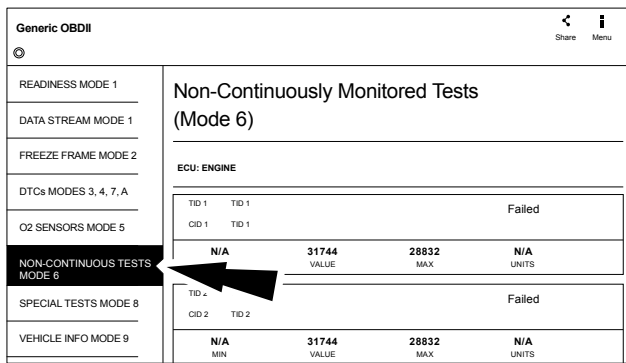 Generic OBDII
Share Menu
READINESS MODE 1
DATA STREAM MODE 1
FREEZE FRAME MODE 2
DTCs MODES 3, 4, 7, A
O2 SENSORS MODE 5
NON-CONTINUOUS TESTS
MODE 6
SPECIAL TESTS MODE 8
VEHICLE INFO MODE 9
Non-Continuously Monitored Tests
(Mode 6)
ECU: ENGINE
TID 1 TID 1
Failed
CID 1 TID 1
N/A 31744 28832 N/A
VALUE MAX UNITS
TID 2
Failed
CID 2 TID 2
N/A 31744 28832 N/A
MIN VALUE MAX UNITS